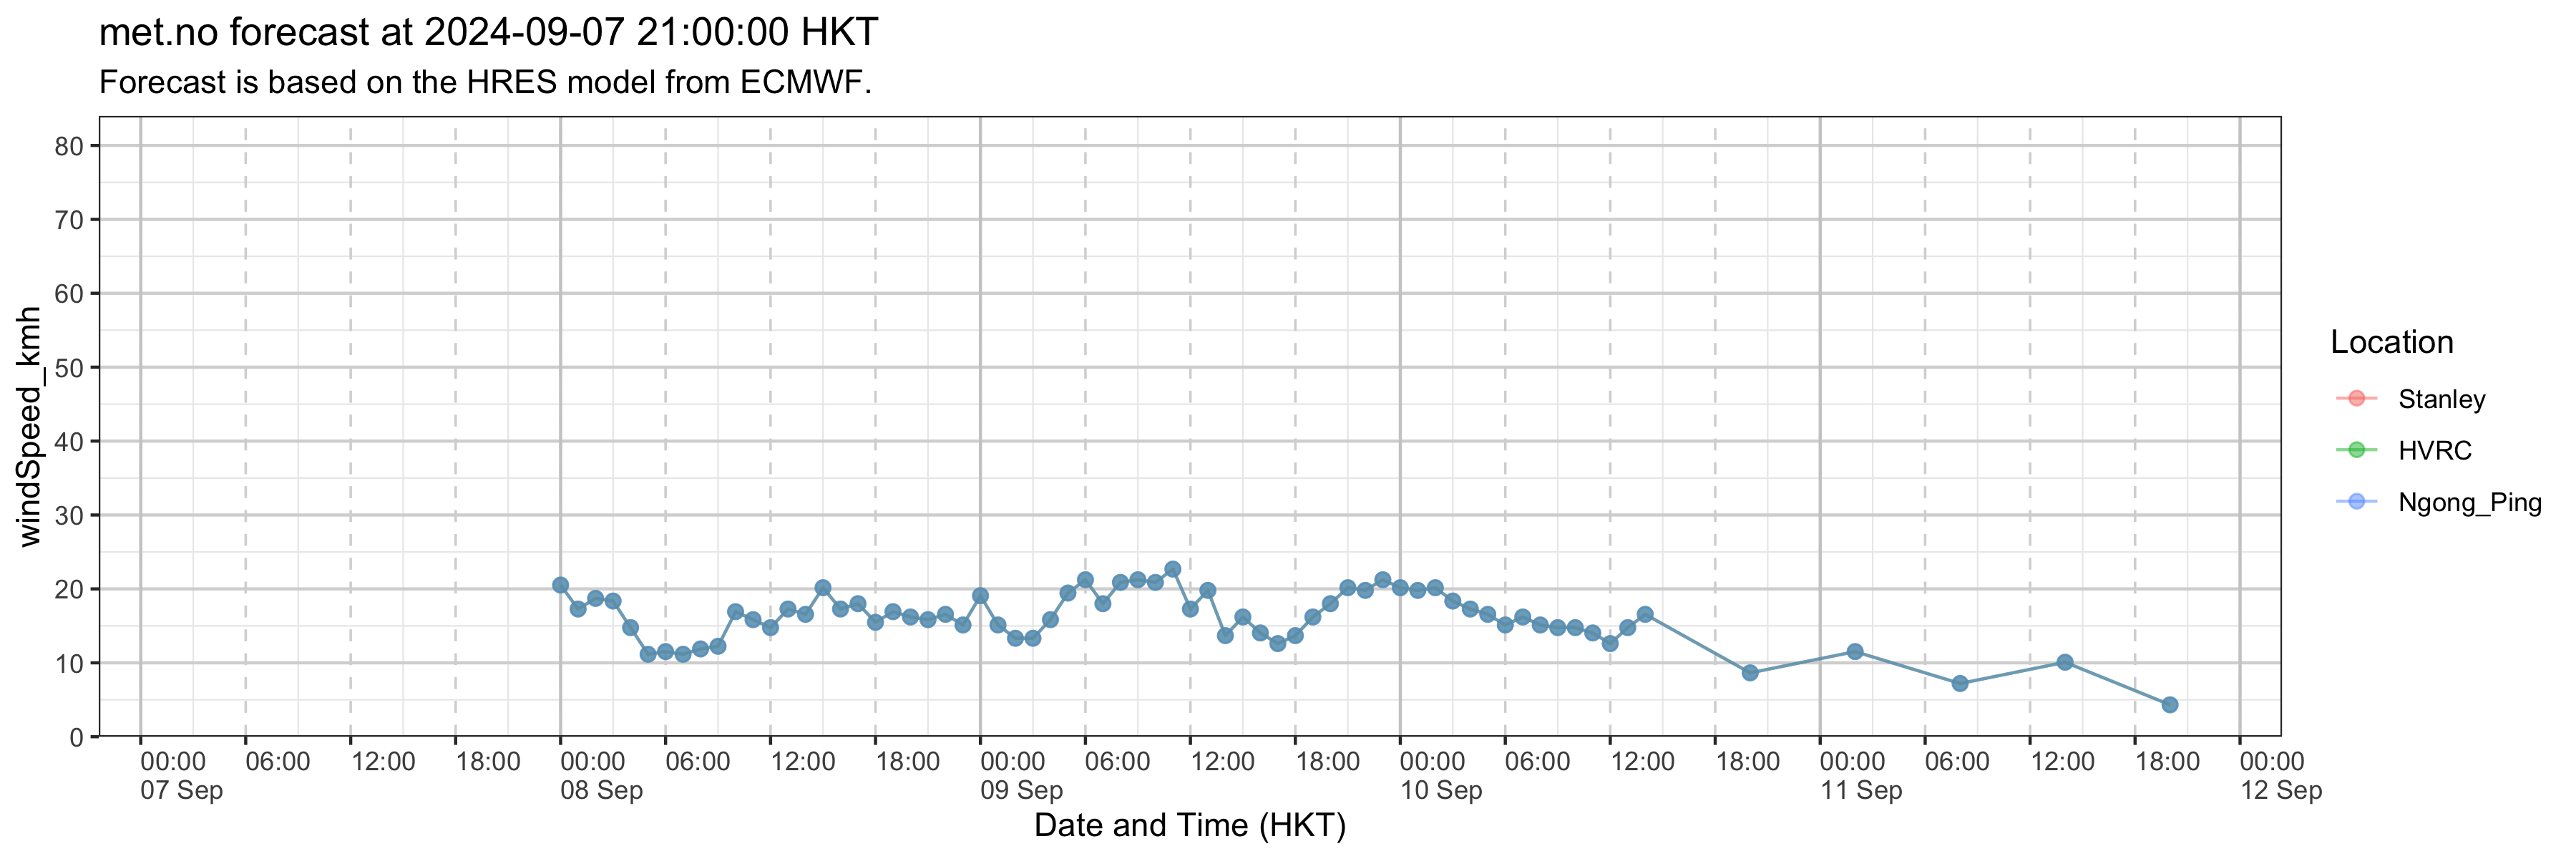 met.no forecast at 2024-09-07 21:00:00 HKT
Forecast is based on the HRES model from ECMWF.
windSpeed_kmh
80
70
60
50
40
30
20
10
0
00:00 06:00 12:00 18:00 00:00 06:00 12:00 18:00 00:00 06:00 12:00 18:00 00:00 06:00 12:00 18:00 00:00 06:00 12:00 18:00 00:00
07 Sep 08 Sep 09 Sep 10 Sep 11 Sep 12 Sep
Date and Time (HKT)
Location
Stanley
HVRC
Ngong_Ping